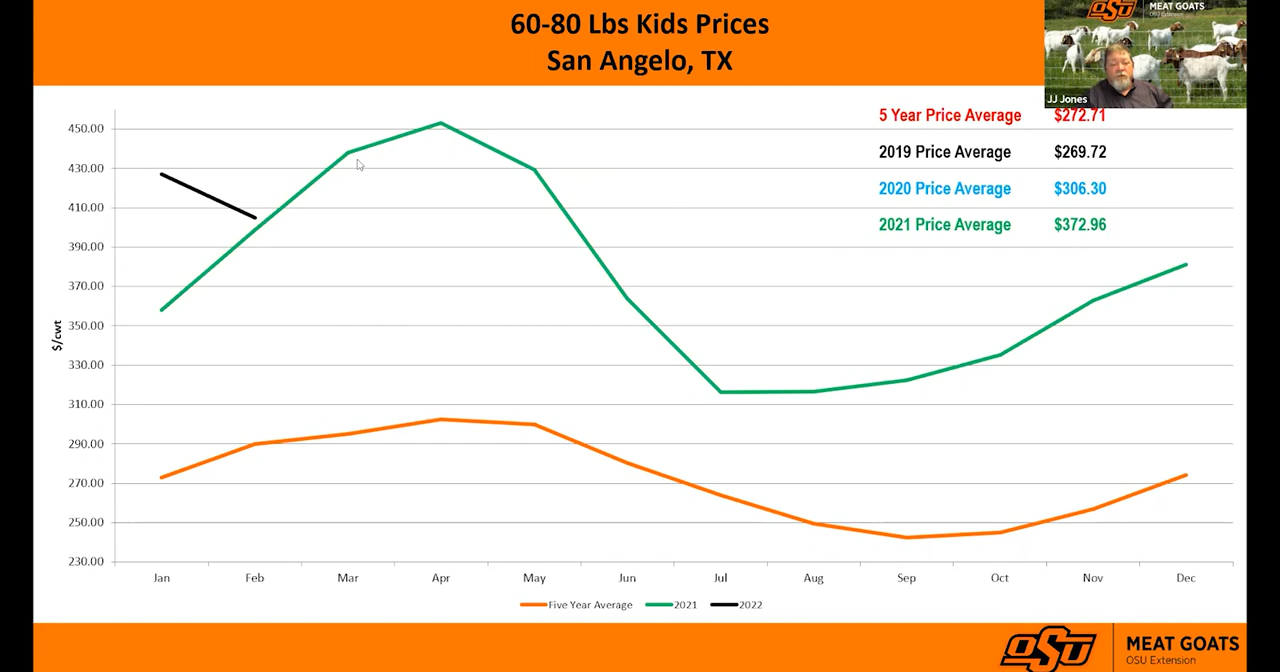 60-80 Lbs Kids Prices
San Angelo, TX
OSU
MEAT GOATS
OSU Extension
JJ Jones
5 Year Price Average $272.71
2019 Price Average $269.72
2020 Price Average $306.30
2021 Price Average $372.96
$/cwt
450.00
430.00
410.00
390.00
370.00
350.00
330.00
310.00
290.00
270.00
250.00
230.00
Jan Feb Mar Apr May Jun Jul Aug Sep Oct Nov Dec
Five Year Average 2021 2022
OSU
MEAT GOATS
OSU Extension